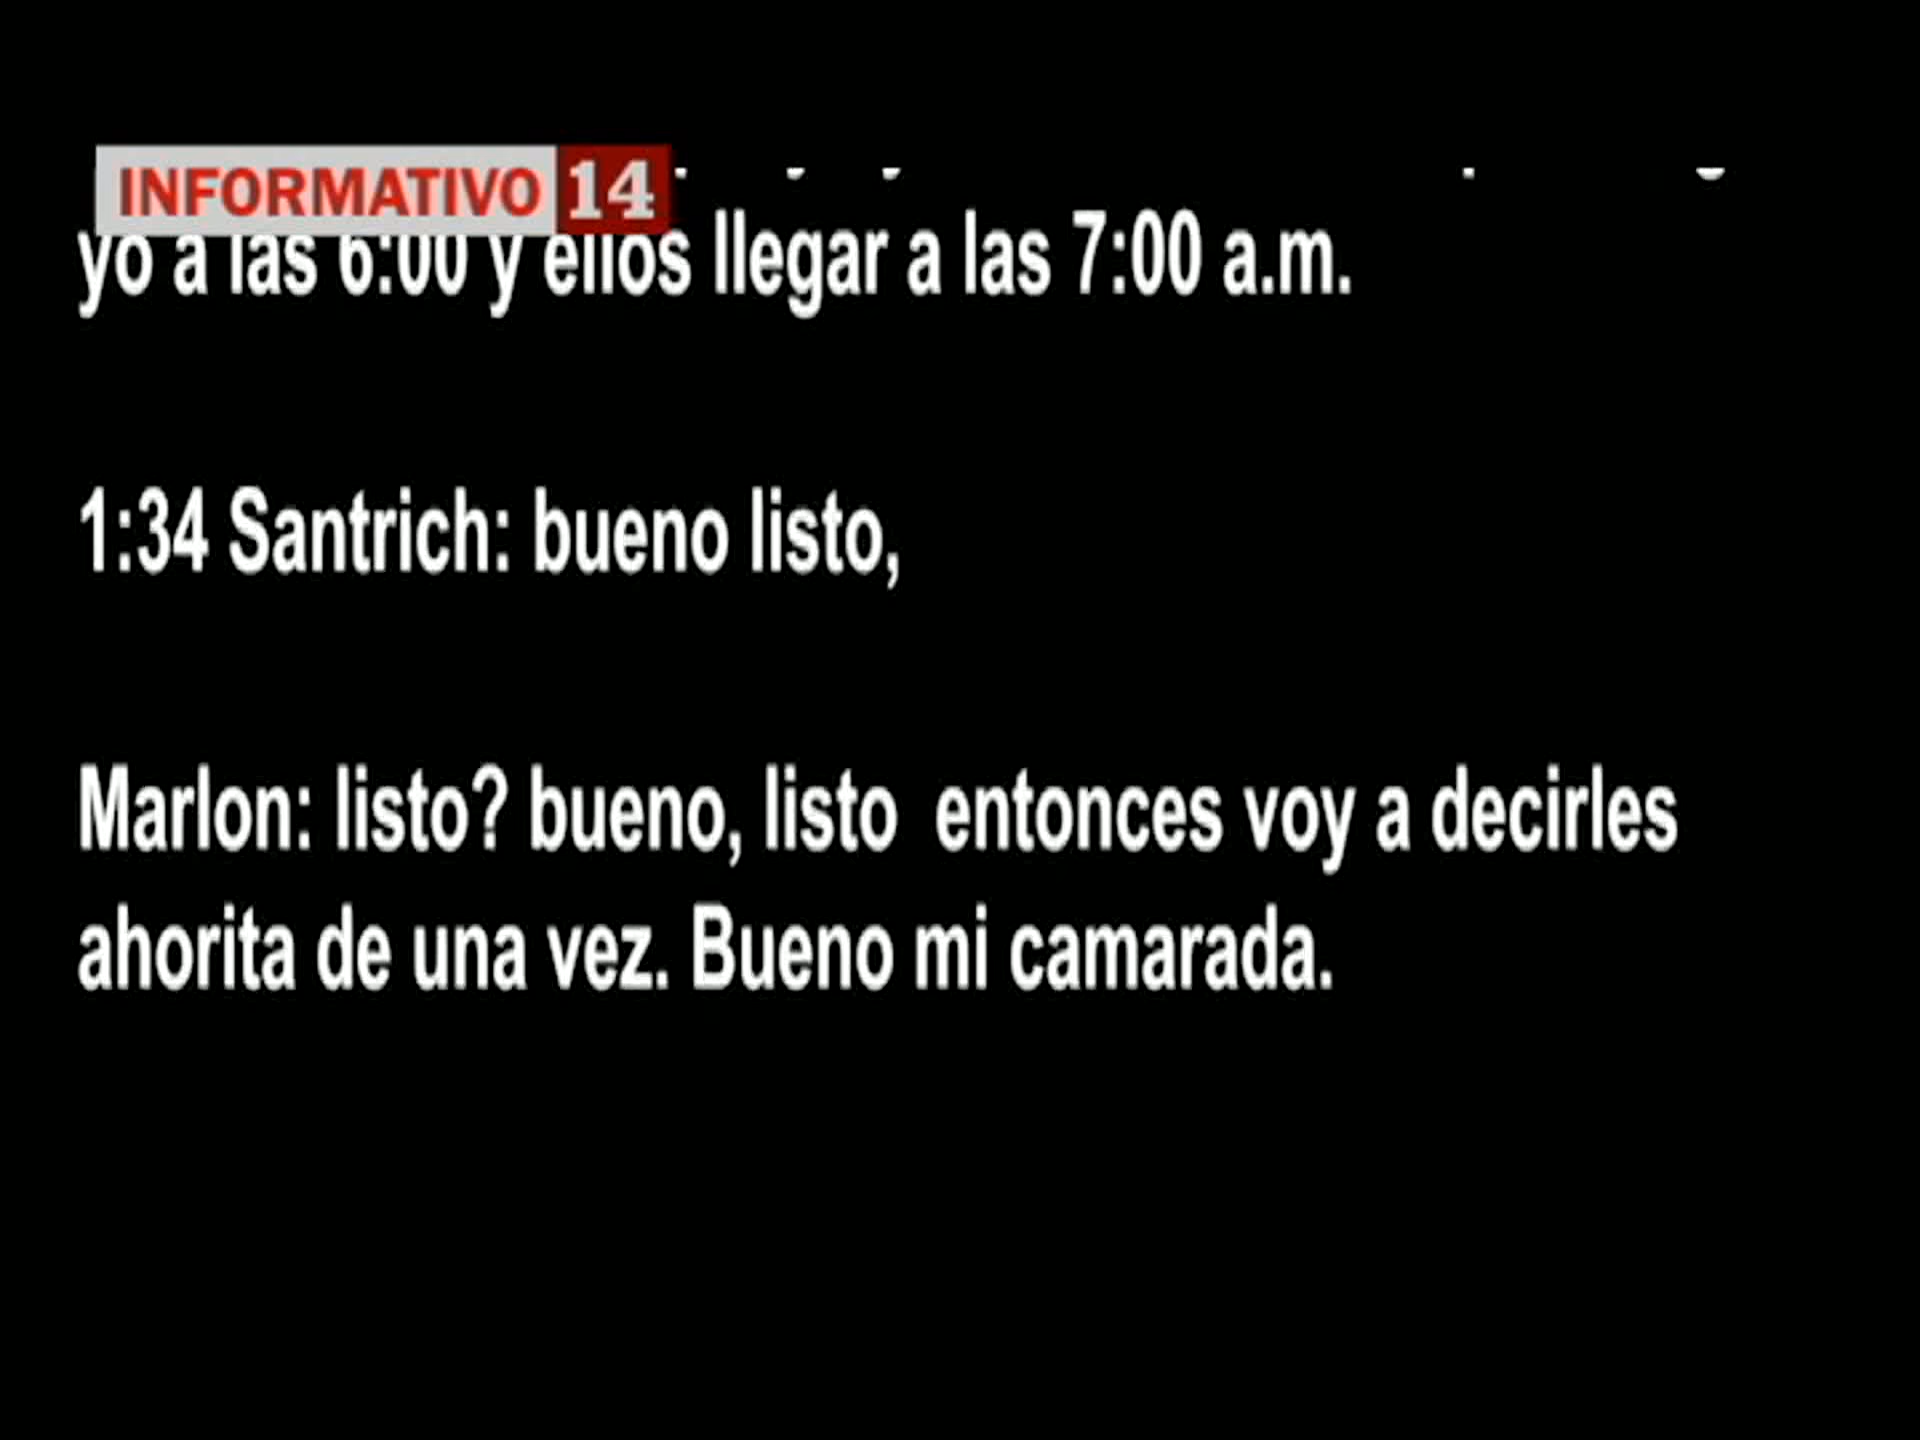 INFORMATIVO 14
yo a las 6:00 y ellos llegar a las 7:00 a.m.
1:34 Santrich: bueno listo,
Marlon: listo? bueno, listo entonces voy a decirles
ahorita de una vez. Bueno mi camarada.